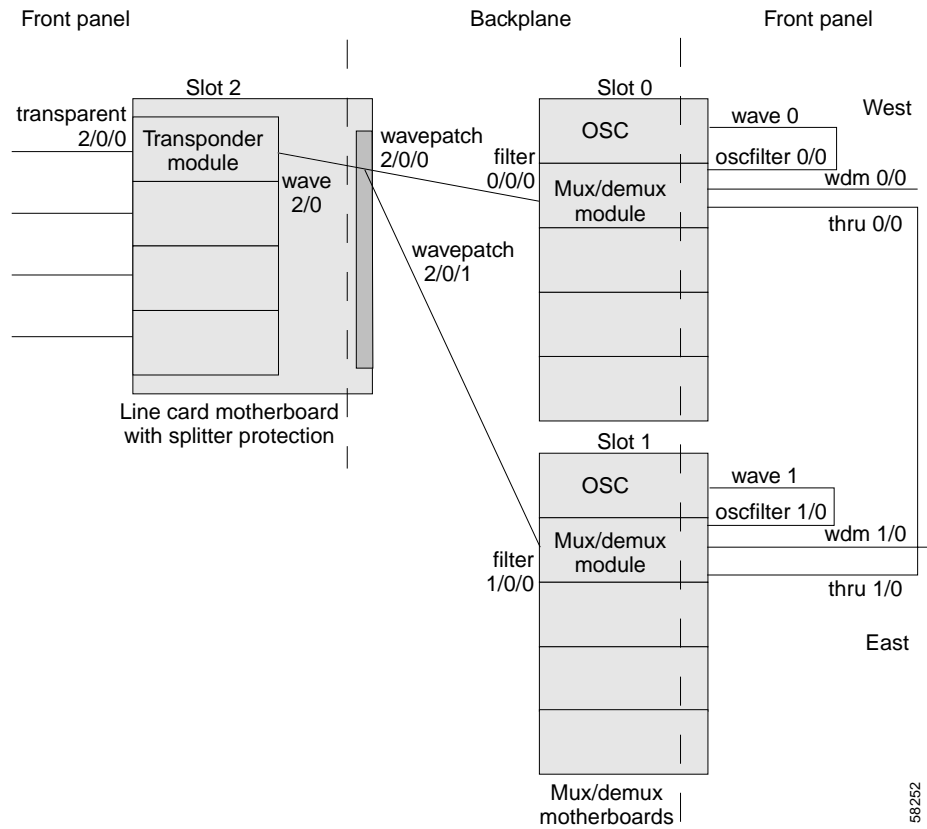 Front panel
Backplane
Front panel
Slot 2
Slot 0
transparent
2/0/0
Transponder
module
wave
2/0
wavepatch
2/0/0
filter
0/0/0
OSC
wave 0
West
oscfilter 0/0
Mux/demux
module
wdm 0/0
thru 0/0
wavepatch
2/0/1
Line card motherboard
with splitter protection
Slot 1
OSC
wave 1
oscfilter 1/0
Mux/demux
module
wdm 1/0
filter
1/0/0
thru 1/0
East
Mux/demux
motherboards
58252